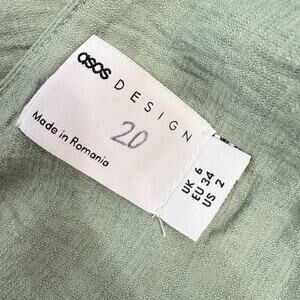 asos DESIGN
20
Made in Romania
UK 6
EU 34
US 2